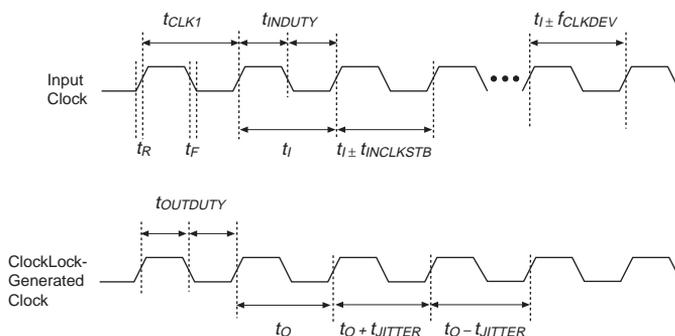 tCLK1
tINDUTY
tI ± fCLKDEV
Input
Clock
tR
tF
tI
tI ± tINCLKSTB
tOUTDUTY
ClockLock-
Generated
Clock
tO
tO + tJITTER
tO – tJITTER